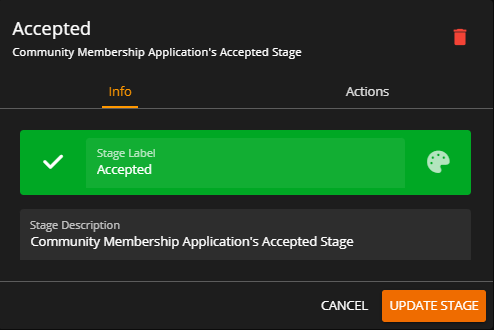 Accepted
Community Membership Application's Accepted Stage
Info
Actions
Stage Label
Accepted
Stage Description
Community Membership Application's Accepted Stage
CANCEL
UPDATE STAGE